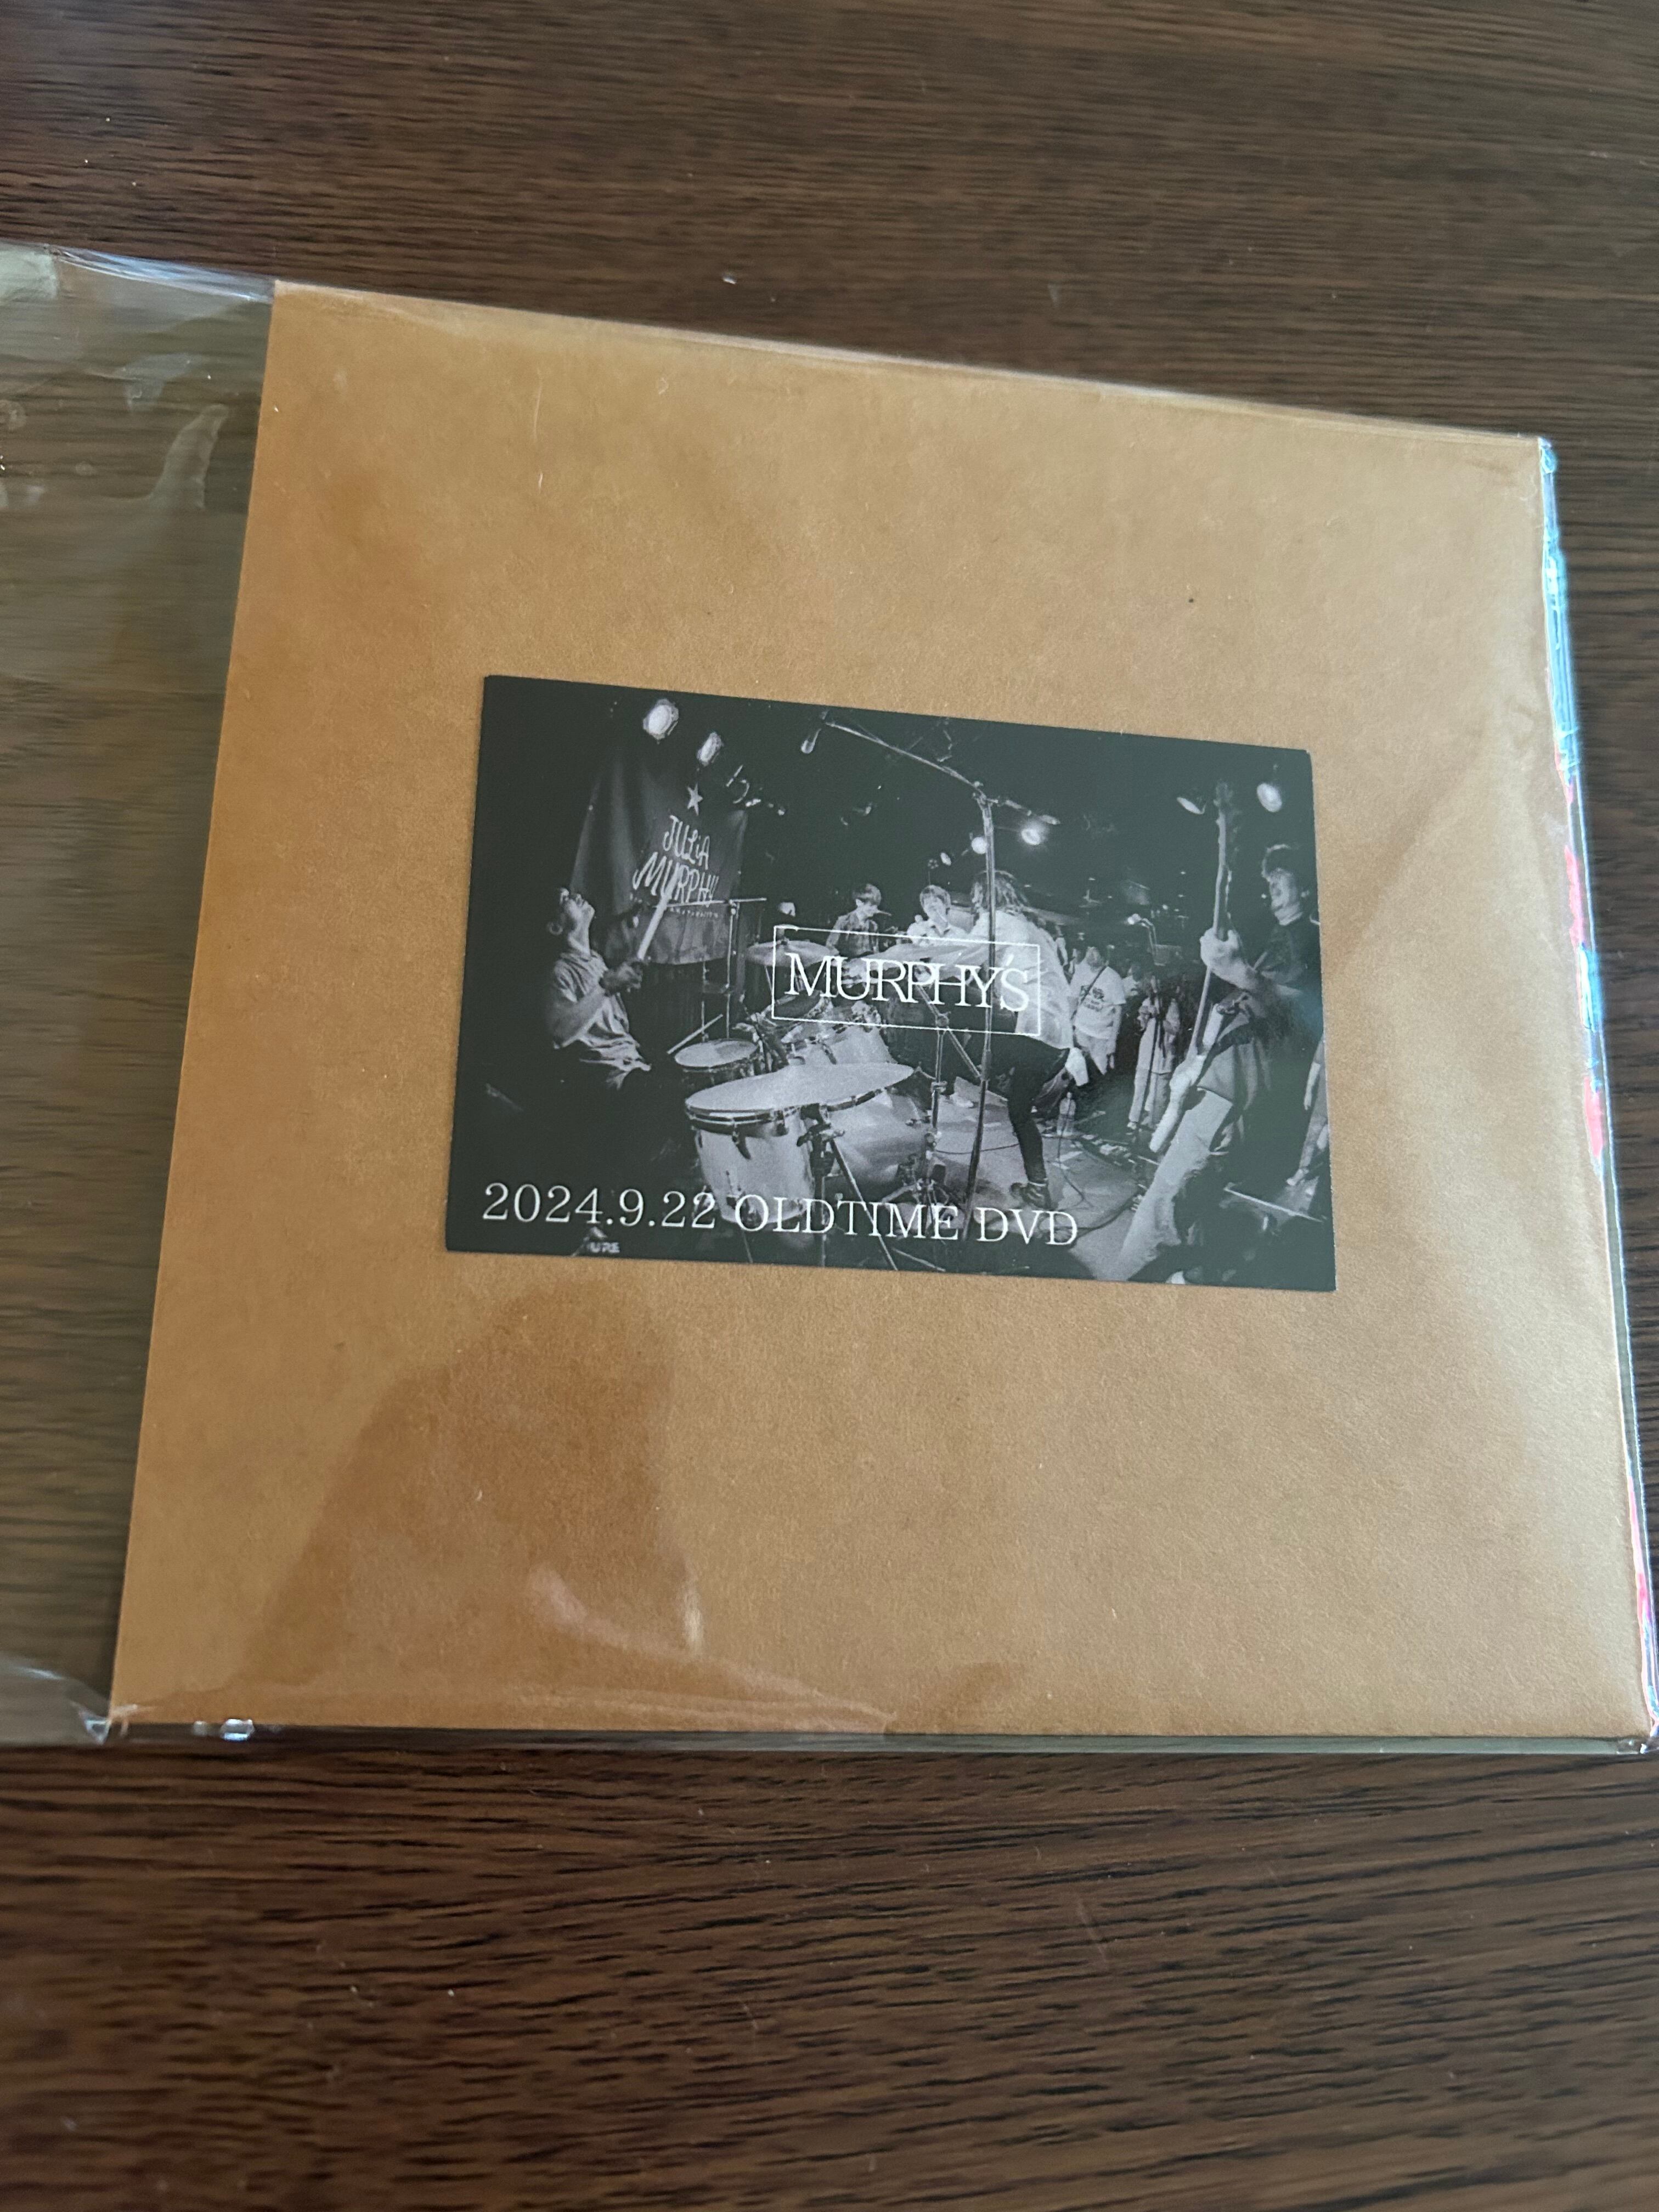 JULiA
MURPHY
MURPHY'S
2024.9.22 OLDTIME DVD